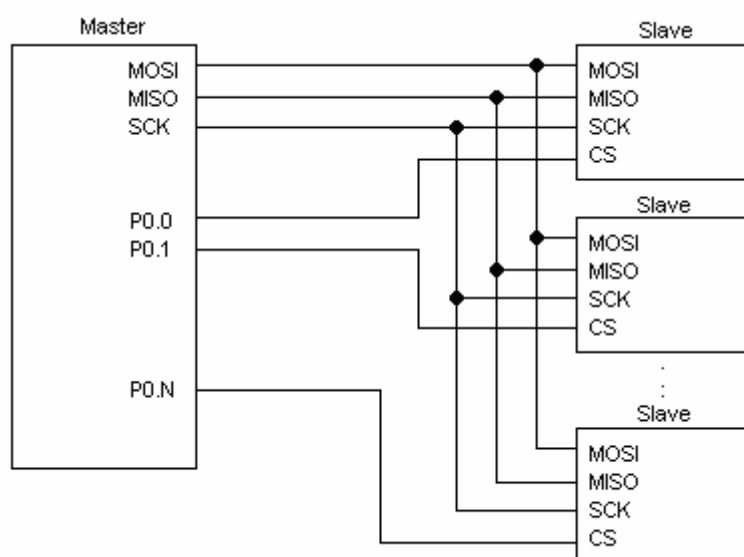 Master
MOSI
MISO
SCK
P0.0
P0.1
P0.N
Slave
MOSI
MISO
SCK
CS
Slave
MOSI
MISO
SCK
CS
Slave
MOSI
MISO
SCK
CS